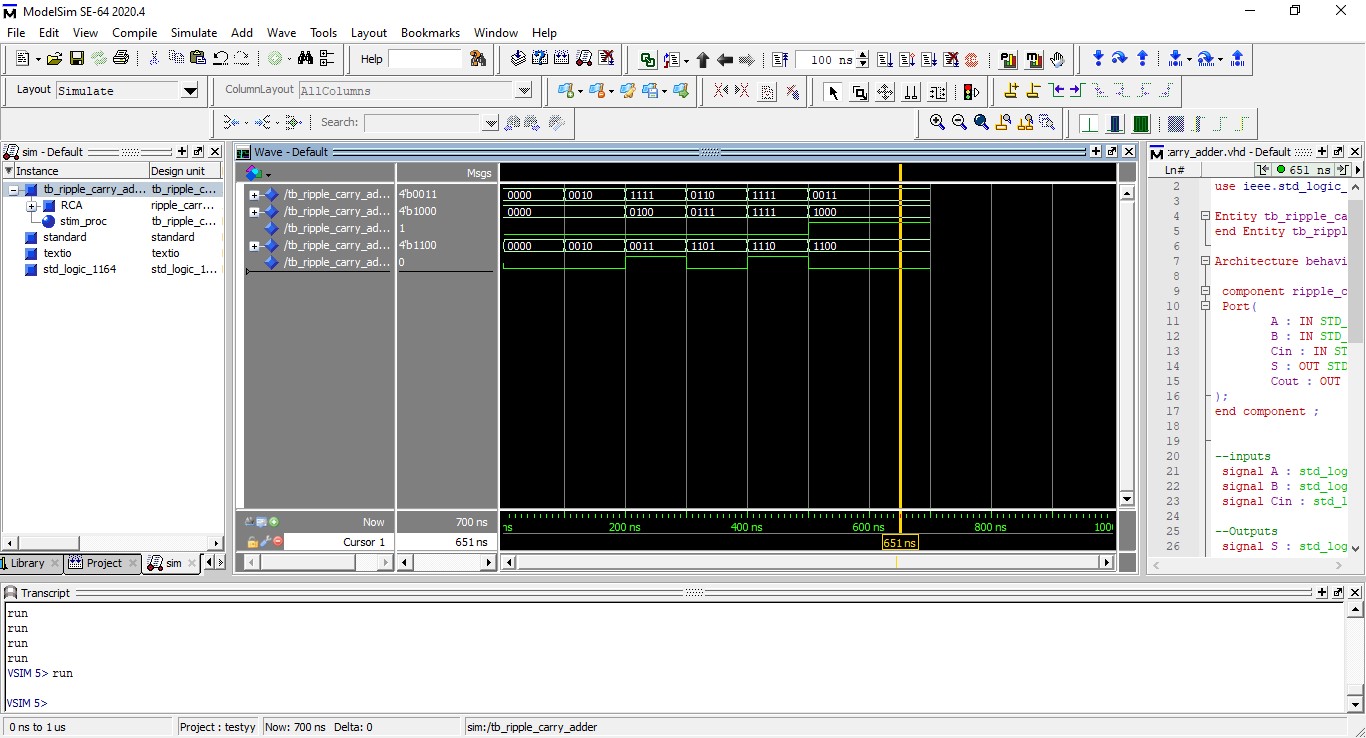 ModelSim SE-64 2020.4
File Edit View Compile Simulate Add Wave Tools Layout Bookmarks Window Help
Help
100 ns
Layout Simulate
ColumnLayout AllColumns
Search:
sim - Default
Instance Design unit
tb_ripple_carry_ad... tb_ripple_c...
RCA ripple_carr...
stim_proc tb_ripple_c...
standard standard
textio textio
std_logic_1164 std_logic_1...
Library Project sim
Wave - Default
Msgs
/tb_ripple_carry_ad... 4'b0011 0000 0010 1111 0110 1111 0011
/tb_ripple_carry_ad... 4'b1000 0000 0100 0111 1111 1000
/tb_ripple_carry_ad... 1
/tb_ripple_carry_ad... 4'b1100 0000 0010 0011 1101 1110 1100
/tb_ripple_carry_ad... 0
Now 700 ns ns 200 ns 400 ns 600 ns 800 ns 100
Cursor 1 651 ns 651 ns
:arry_adder.vhd - Default
Ln# 651 ns
2 use ieee.std_logic_
3
4 Entity tb_ripple_ca
5 end Entity tb_rippl
6
7 Architecture behavi
8
9 component ripple_c
10 Port(
11 A : IN STD_
12 B : IN STD_
13 Cin : IN ST
14 S : OUT STD
15 Cout : OUT
16 );
17 end component ;
18
19
20 --inputs
21 signal A : std_log
22 signal B : std_log
23 signal Cin : std_l
24
25 --Outputs
26 signal S : std_log
Transcript
run
run
run
run
VSIM 5> run
VSIM 5>
0 ns to 1 us Project : testyy Now: 700 ns Delta: 0 sim:/tb_ripple_carry_adder